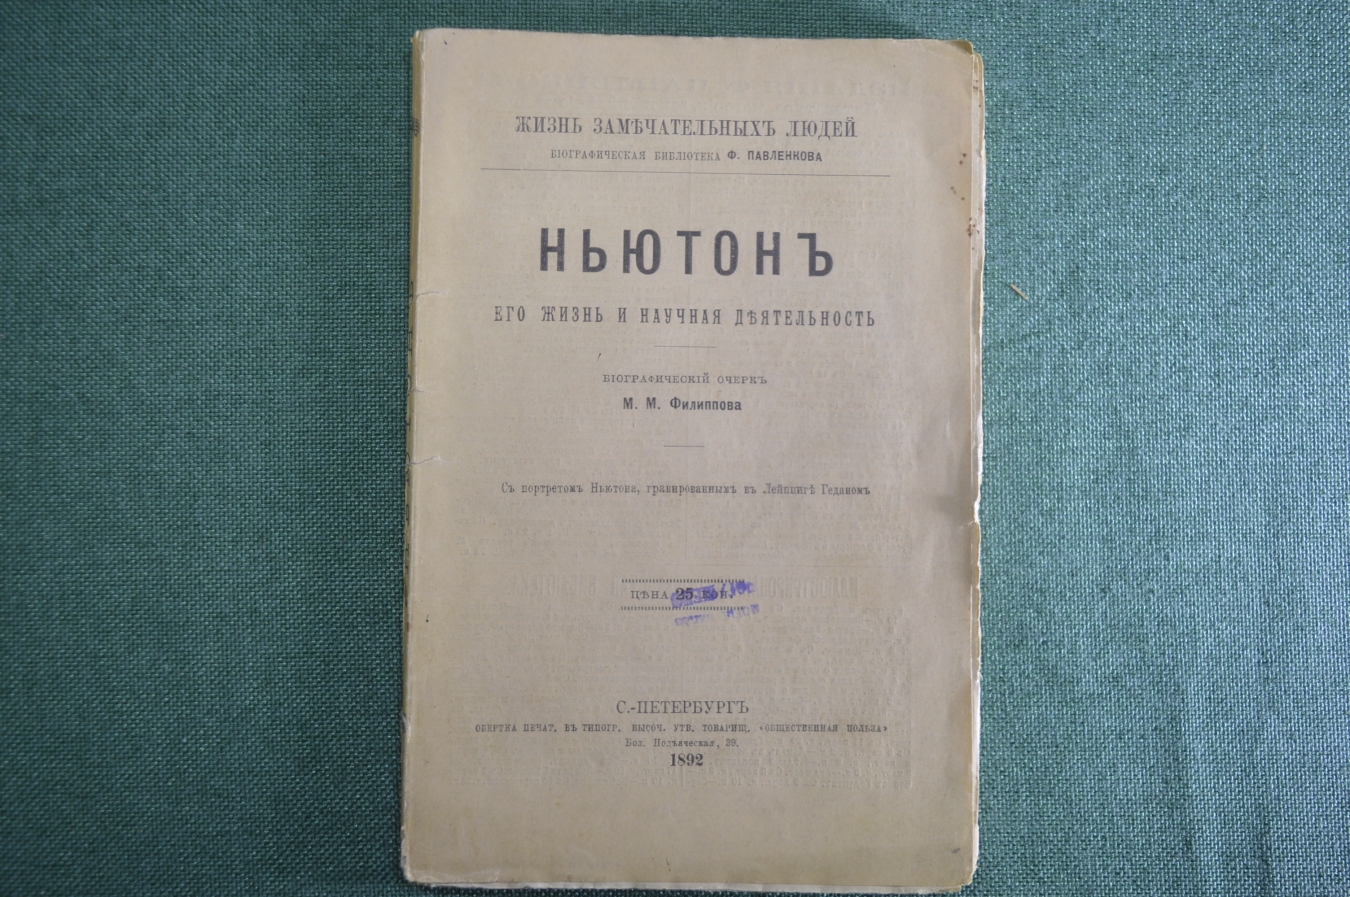 ЖИЗНЬ ЗАМѢЧАТЕЛЬНЫХЪ ЛЮДЕЙ
БІОГРАФИЧЕСКАЯ БИБЛІОТЕКА Ф. ПАВЛЕНКОВА
НЬЮТОНЪ
ЕГО ЖИЗНЬ И НАУЧНАЯ ДѢЯТЕЛЬНОСТЬ
БІОГРАФИЧЕСКІЙ ОЧЕРКЪ
М. М. Филиппова
Съ портретомъ Ньютона, гравированнымъ въ Лейпцигѣ Геданомъ
ЦѢНА 25 КОП.
С.-ПЕТЕРБУРГЪ
ОБЕРТКА ПЕЧАТ. ВЪ ТИПОГР. ВЫСОЧ. УТВ. ТОВАРИЩ. «ОБЩЕСТВЕННАЯ ПОЛЬЗА»
Бол. Подъяческая, 39.
1892